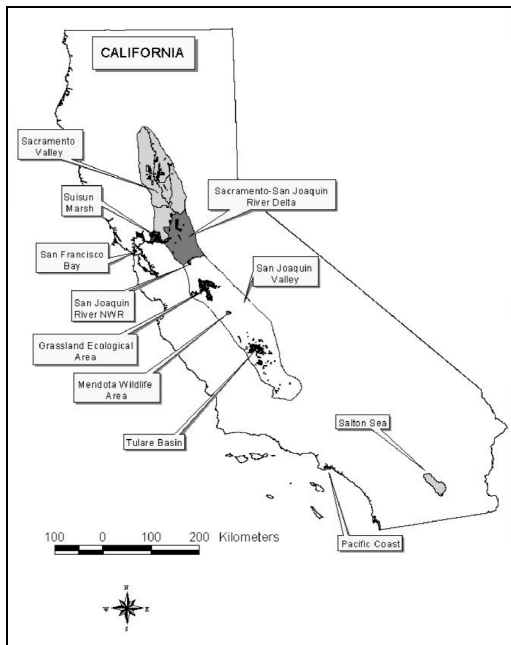 CALIFORNIA
Sacramento
Valley
Suisun
Marsh
Sacramento-San Joaquin
River Delta
San Francisco
Bay
San Joaquin
Valley
San Joaquin
River NWR
Grassland Ecological
Area
Mendota Wildlife
Area
Tulare Basin
Salton Sea
Pacific Coast
100 0 100 200 Kilometers
N
W E
S